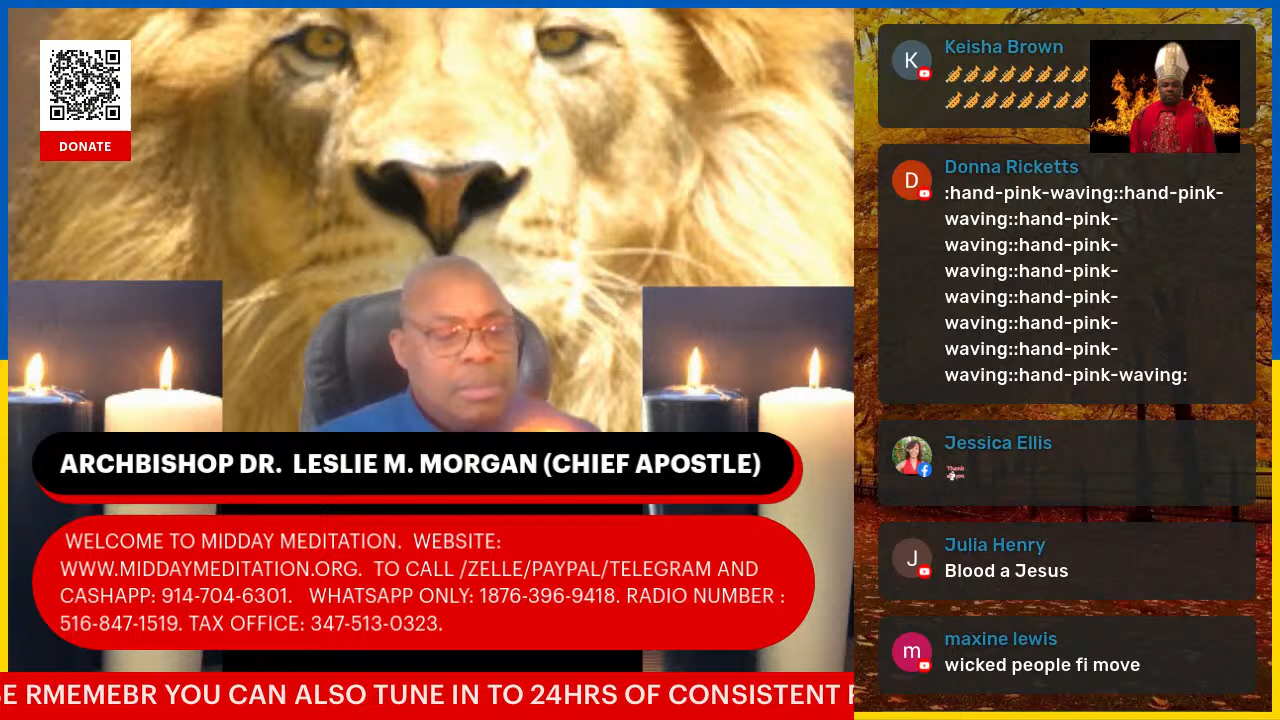 DONATE
ARCHBISHOP DR. LESLIE M. MORGAN (CHIEF APOSTLE)
WELCOME TO MIDDAY MEDITATION. WEBSITE:
WWW.MIDDAYMEDITATION.ORG. TO CALL /ZELLE/PAYPAL/TELEGRAM AND
CASHAPP: 914-704-6301. WHATSAPP ONLY: 1876-396-9418. RADIO NUMBER :
516-847-1519. TAX OFFICE: 347-513-0323.
E RMEMEBR YOU CAN ALSO TUNE IN TO 24HRS OF CONSISTENT
K
Keisha Brown
D
Donna Ricketts
:hand-pink-waving::hand-pink-
waving::hand-pink-
waving::hand-pink-
waving::hand-pink-
waving::hand-pink-
waving::hand-pink-
waving::hand-pink-
waving::hand-pink-waving:
Jessica Ellis
Thank
you
J
Julia Henry
Blood a Jesus
m
maxine lewis
wicked people fi move